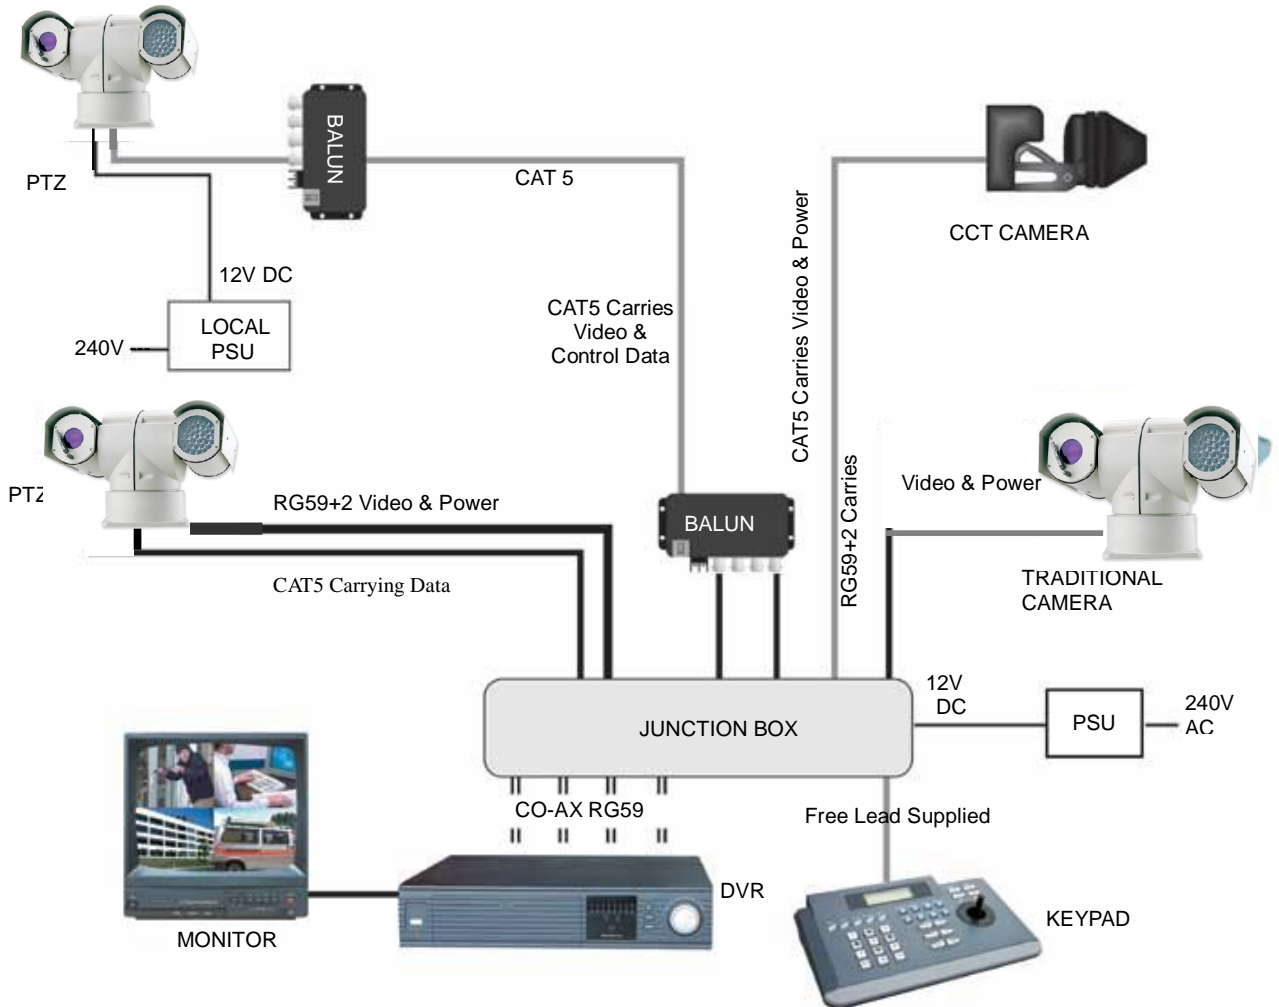 BALUN
PTZ
CAT 5
CCT CAMERA
12V DC
LOCAL
PSU
240V
CAT5 Carries
Video &
Control Data
CAT5 Carries Video & Power
PTZ
RG59+2 Video & Power
CAT5 Carrying Data
BALUN
RG59+2 Carries
Video & Power
TRADITIONAL
CAMERA
JUNCTION BOX
12V
DC
PSU
240V
AC
CO-AX RG59
Free Lead Supplied
DVR
MONITOR
KEYPAD